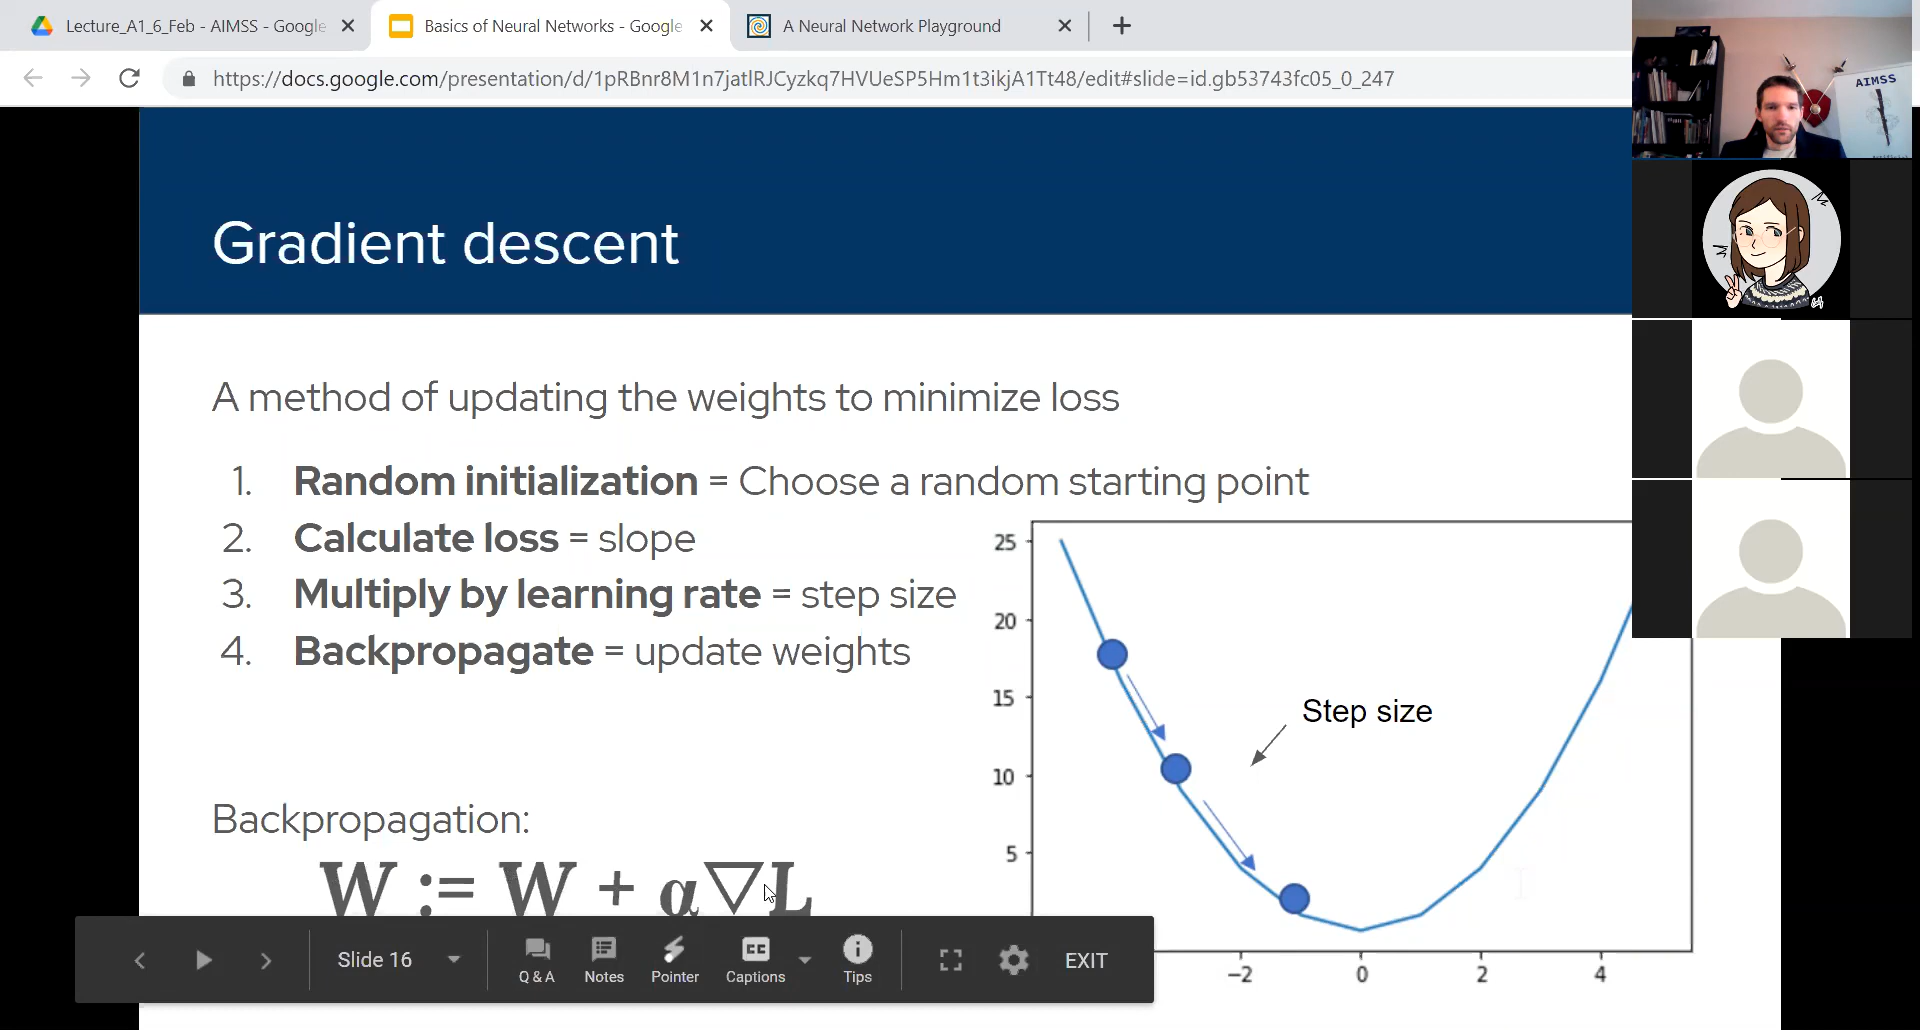 Lecture_A1_6_Feb - AIMSS - Google
Basics of Neural Networks - Google
A Neural Network Playground
https://docs.google.com/presentation/d/1pRBnr8M1n7jatlRJCyzkq7HVUeSP5Hm1t3ikjA1Tt48/edit#slide=id.gb53743fc05_0_247
AIMSS
Gradient descent
A method of updating the weights to minimize loss
1. Random initialization = Choose a random starting point
2. Calculate loss = slope
3. Multiply by learning rate = step size
4. Backpropagate = update weights
25
20
15
10
5
Step size
−2 0 2 4
Backpropagation:
W := W + α∇L
Slide 16
Q & A
Notes
Pointer
CC
Captions
Tips
EXIT